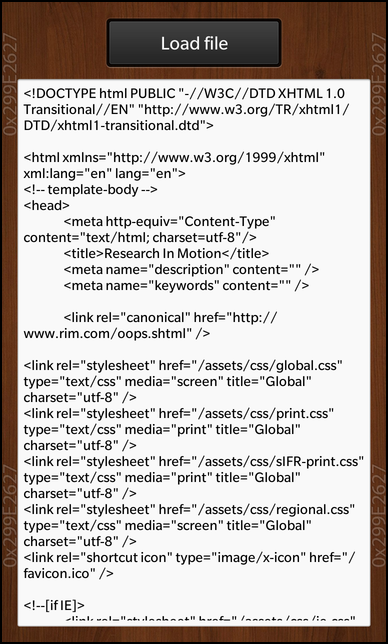 Load file
<!DOCTYPE html PUBLIC "-//W3C//DTD XHTML 1.0
Transitional//EN" "http://www.w3.org/TR/xhtml1/
DTD/xhtml1-transitional.dtd">
<html xmlns="http://www.w3.org/1999/xhtml"
xml:lang="en" lang="en">
<!-- template-body -->
<head>
<meta http-equiv="Content-Type"
content="text/html; charset=utf-8"/>
<title>Research In Motion</title>
<meta name="description" content="" />
<meta name="keywords" content="" />
<link rel="canonical" href="http://
www.rim.com/oops.shtml" />
<link rel="stylesheet" href="/assets/css/global.css"
type="text/css" media="screen" title="Global"
charset="utf-8" />
<link rel="stylesheet" href="/assets/css/print.css"
type="text/css" media="print" title="Global"
charset="utf-8" />
<link rel="stylesheet" href="/assets/css/sIFR-print.css"
type="text/css" media="print" title="Global"
charset="utf-8" />
<link rel="stylesheet" href="/assets/css/regional.css"
type="text/css" media="screen" title="Global"
charset="utf-8" />
<link rel="shortcut icon" type="image/x-icon" href="/
favicon.ico" />
<!--[if IE]>
<link rel="stylesheet" href="/assets/css/ie.css"
0x299E2627
0x299E2627
0x299E2627
0x299E2627